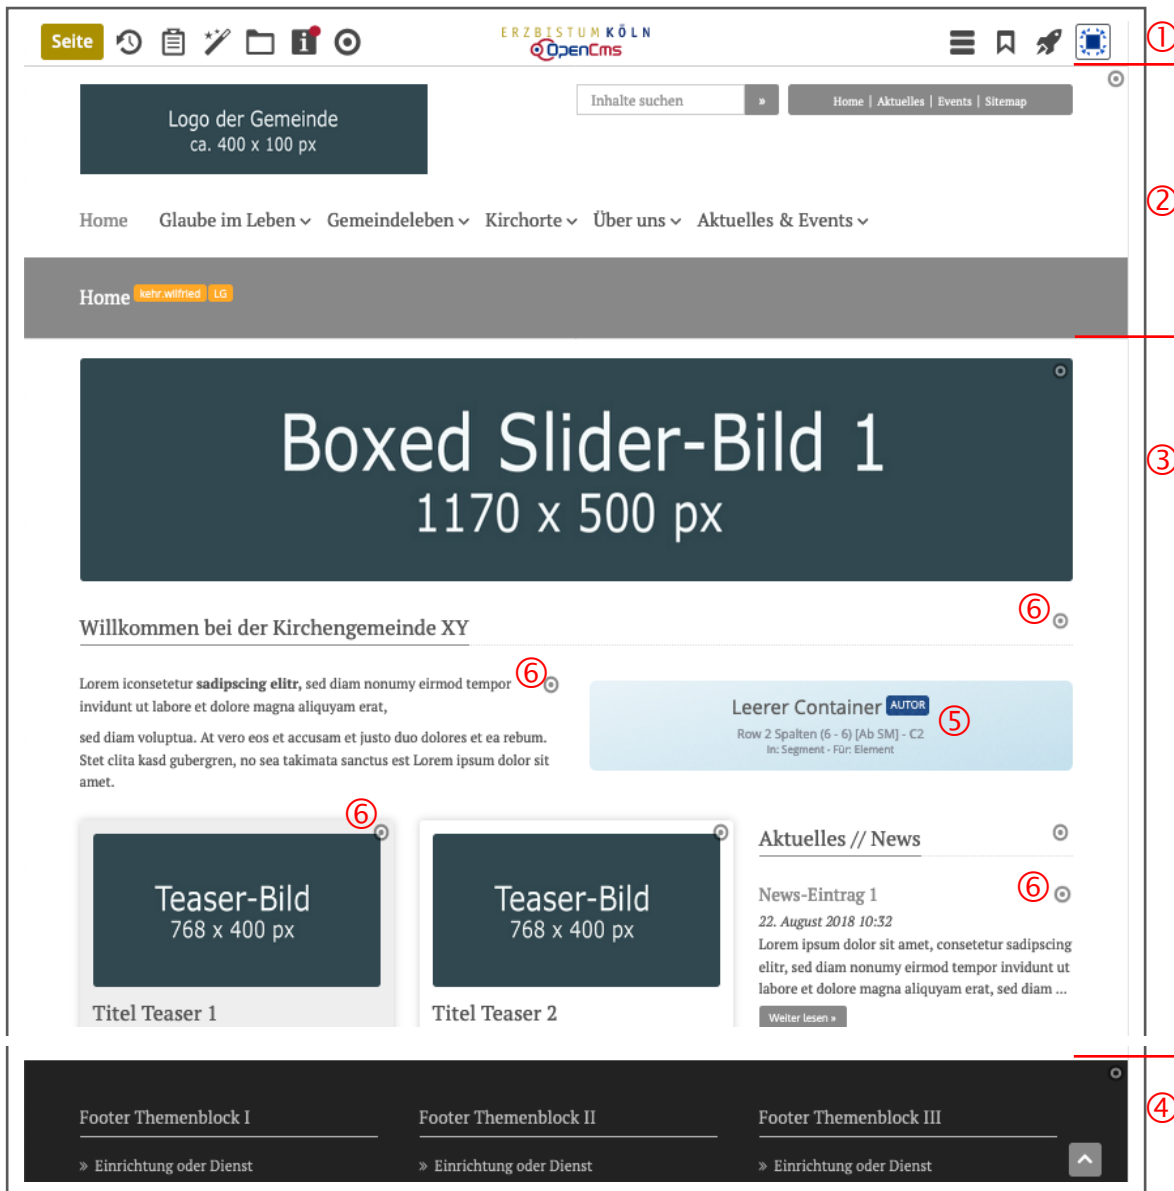 Seite
ERZBISTUM KÖLN
OpenCms
①
Logo der Gemeinde
ca. 400 x 100 px
Inhalte suchen »
Home | Aktuelles | Events | Sitemap
②
Home Glaube im Leben Gemeindeleben Kirchorte Über uns Aktuelles & Events
Home kehr.wilfried LG
Boxed Slider-Bild 1
1170 x 500 px
③
Willkommen bei der Kirchengemeinde XY
⑥
Lorem iconsetetur sadipscing elitr, sed diam nonumy eirmod tempor
invidunt ut labore et dolore magna aliquyam erat,
sed diam voluptua. At vero eos et accusam et justo duo dolores et ea rebum.
Stet clita kasd gubergren, no sea takimata sanctus est Lorem ipsum dolor sit
amet.
⑥
Leerer Container AUTOR
Row 2 Spalten (6 - 6) [Ab SM] - C2
In: Segment - Für: Element
⑤
⑥
Teaser-Bild
768 x 400 px
Titel Teaser 1
Teaser-Bild
768 x 400 px
Titel Teaser 2
Aktuelles // News
News-Eintrag 1
⑥
22. August 2018 10:32
Lorem ipsum dolor sit amet, consetetur sadipscing
elitr, sed diam nonumy eirmod tempor invidunt ut
labore et dolore magna aliquyam erat, sed diam ...
Weiter lesen »
④
Footer Themenblock I
» Einrichtung oder Dienst
Footer Themenblock II
» Einrichtung oder Dienst
Footer Themenblock III
» Einrichtung oder Dienst